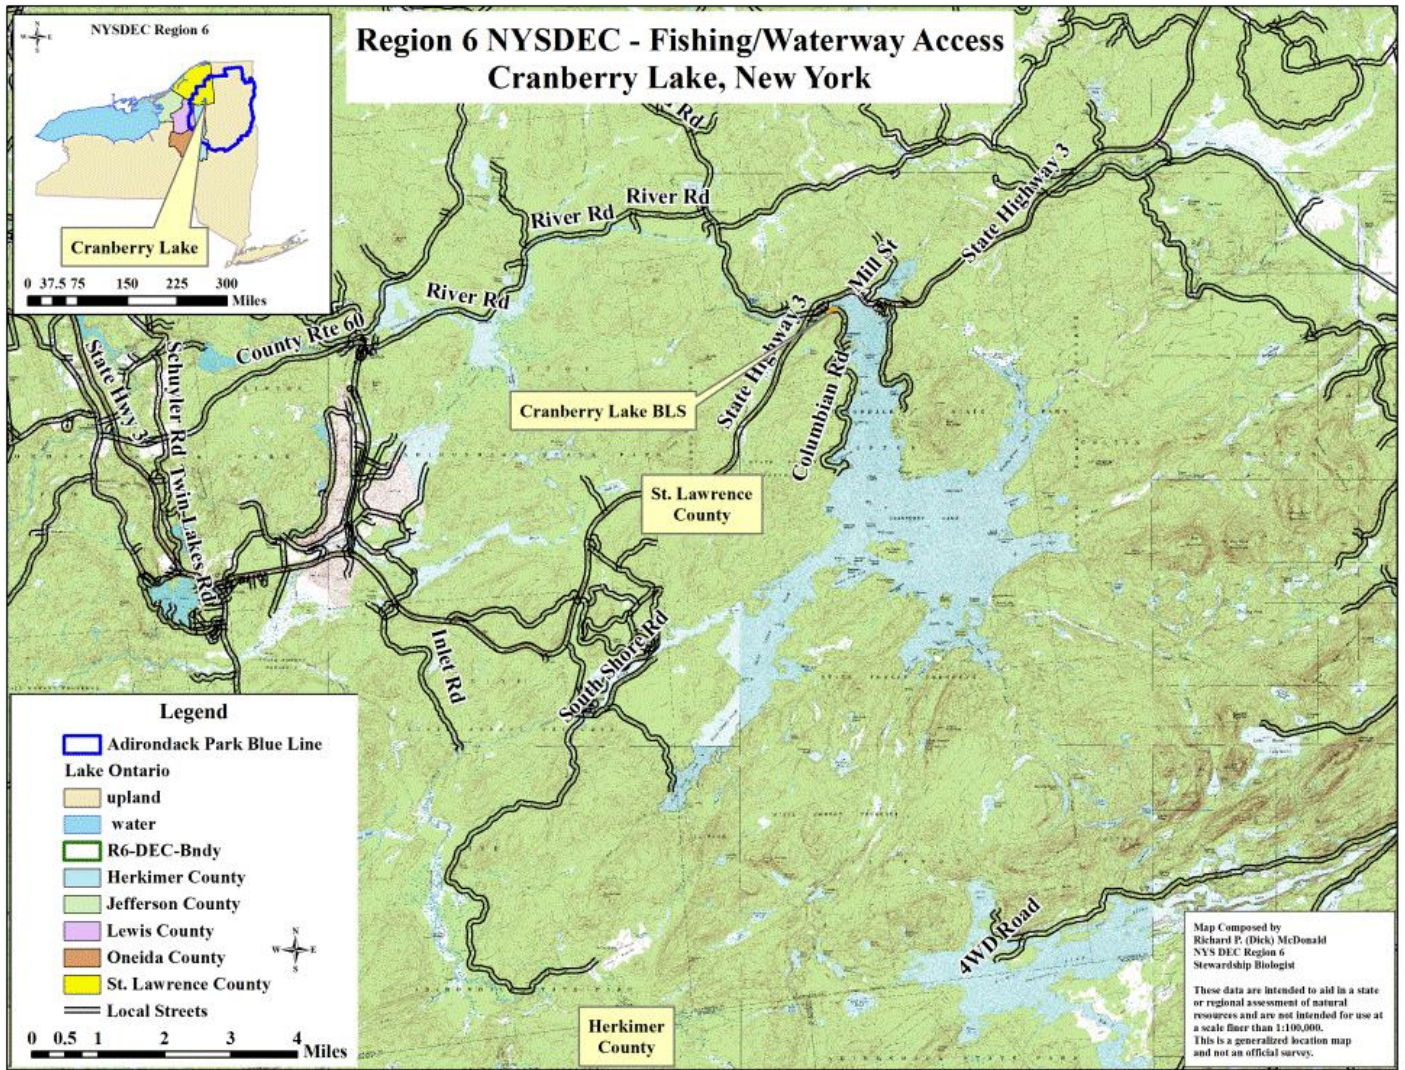 NYSDEC Region 6
N
W E
S
Cranberry Lake
0 37.5 75 150 225 300
Miles
Region 6 NYSDEC - Fishing/Waterway Access
Cranberry Lake, New York
Rd
River Rd
River Rd
State Highway 3
Mill St
River Rd
County Rte 60
State Hwy 3
Schuyler Rd
Twin-Lakes Rd
State Highway 3
Columbian Rd
Cranberry Lake BLS
St. Lawrence
County
Inlet Rd
South Shore Rd
4WD Road
Herkimer
County
CRANBERRY LAKE
Legend
Adirondack Park Blue Line
Lake Ontario
upland
water
R6-DEC-Bndy
Herkimer County
Jefferson County
Lewis County
Oneida County
St. Lawrence County
Local Streets
N
W E
S
0 0.5 1 2 3 4
Miles
Map Composed by
Richard P. (Dick) McDonald
NYS DEC Region 6
Stewardship Biologist
These data are intended to aid in a state
or regional assessment of natural
resources and are not intended for use at
a scale finer than 1:100,000.
This is a generalized location map
and not an official survey.